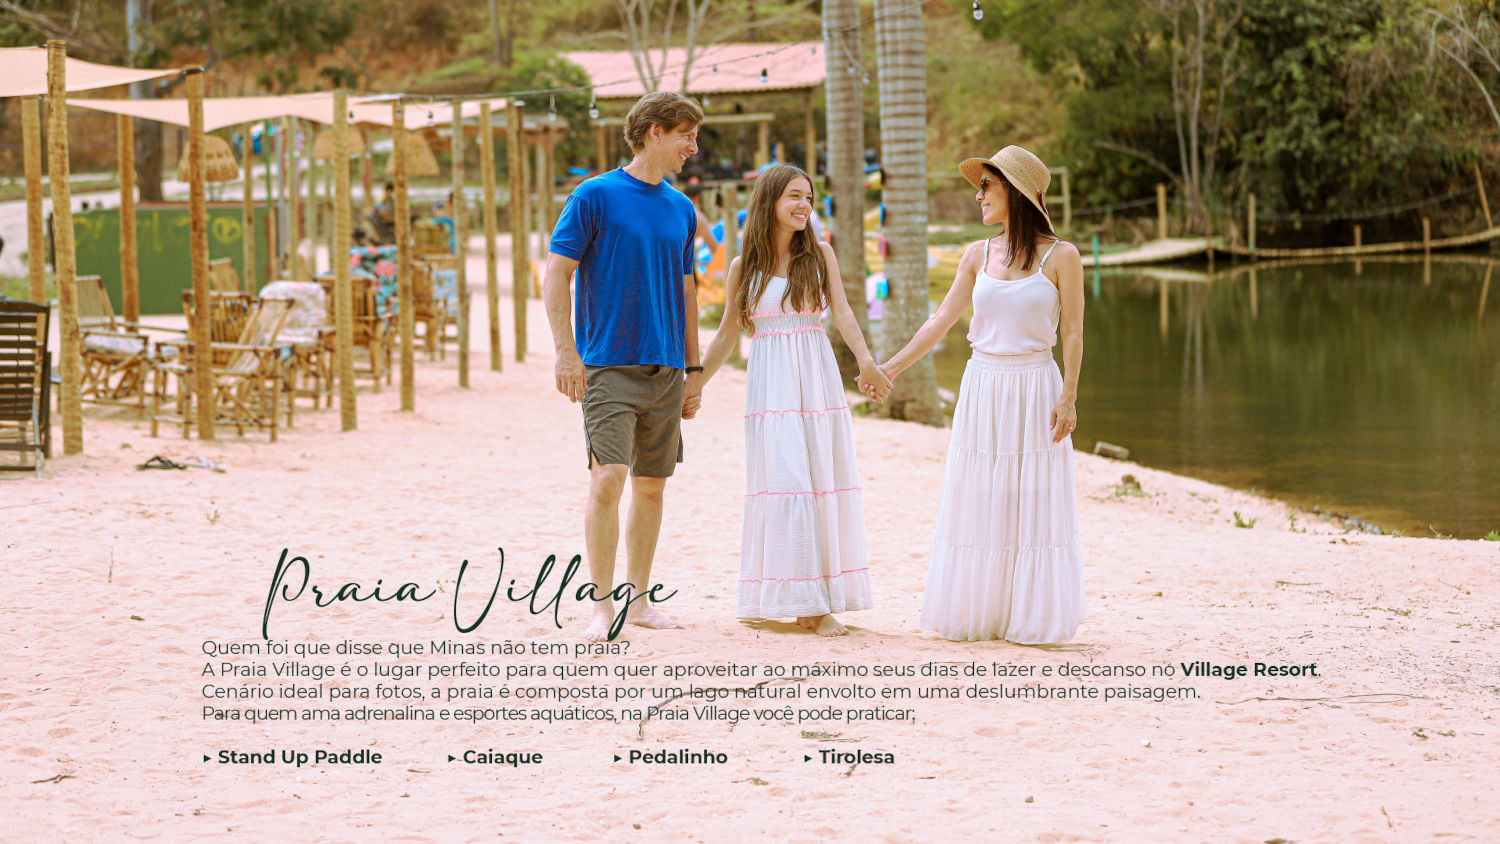 Praia Village
Quem foi que disse que Minas não tem praia?
A Praia Village é o lugar perfeito para quem quer aproveitar ao máximo seus dias de lazer e descanso no Village Resort.
Cenário ideal para fotos, a praia é composta por um lago natural envolto em uma deslumbrante paisagem.
Para quem ama adrenalina e esportes aquáticos, na Praia Village você pode praticar:
▸ Stand Up Paddle ▸ Caiaque ▸ Pedalinho ▸ Tirolesa